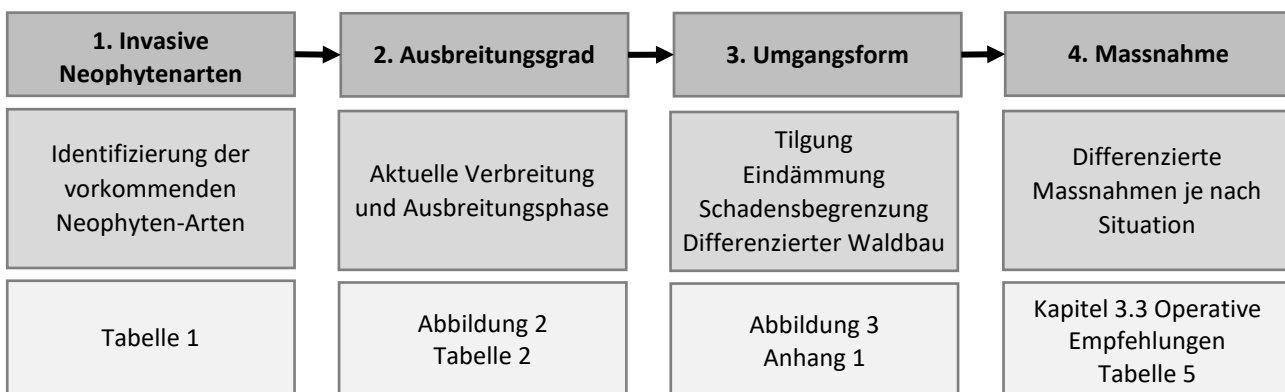 1. Invasive
Neophytenarten
2. Ausbreitungsgrad
3. Umgangsform
4. Massnahme
Identifizierung der
vorkommenden
Neophyten-Arten
Aktuelle Verbreitung
und Ausbreitungsphase
Tilgung
Eindämmung
Schadensbegrenzung
Differenzierter Waldbau
Differenzierte
Massnahmen je nach
Situation
Tabelle 1
Abbildung 2
Tabelle 2
Abbildung 3
Anhang 1
Kapitel 3.3 Operative
Empfehlungen
Tabelle 5